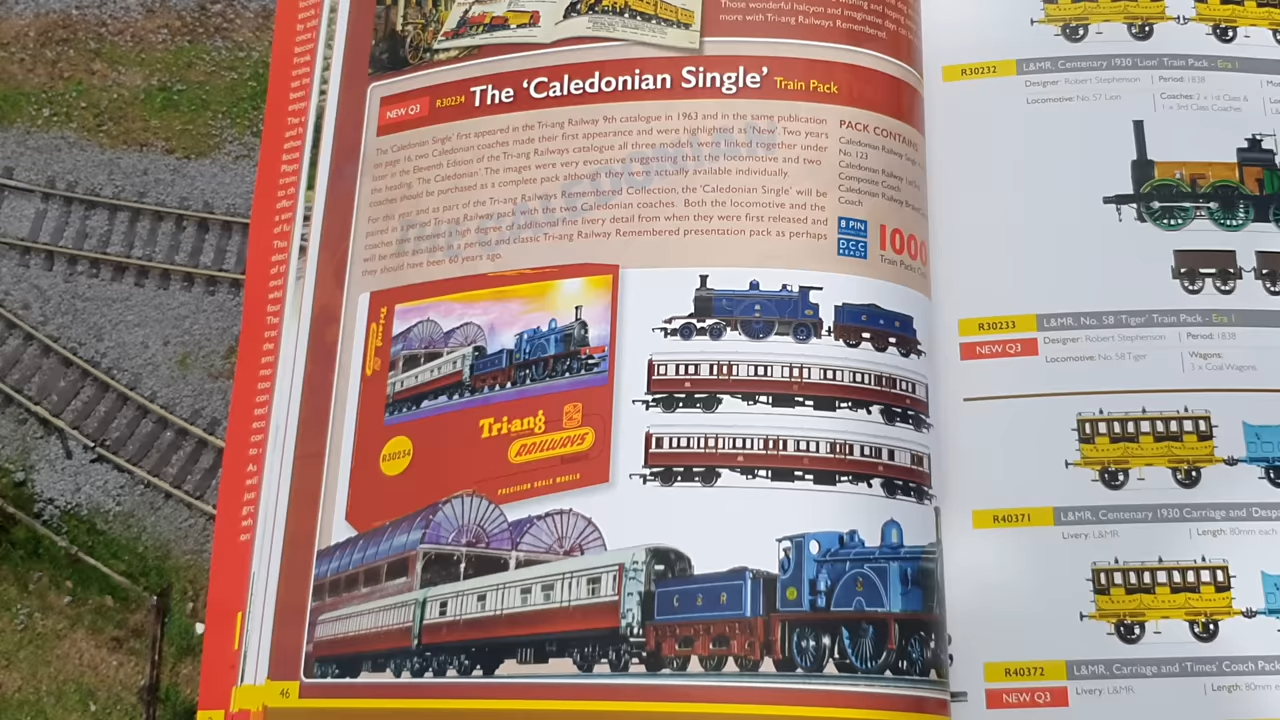 Those wonderful halcyon and imaginative days can be
more with Tri-ang Railways Remembered.
NEW Q3 R30234 The 'Caledonian Single' Train Pack
The 'Caledonian Single' first appeared in the Tri-ang Railway 9th catalogue in 1963 and in the same publication
on page 16, two Caledonian coaches made their first appearance and were highlighted as 'New'. Two years
later in the Eleventh Edition of the Tri-ang Railways catalogue all three models were linked together under
the heading, 'The Caledonian'. The images were very evocative suggesting that the locomotive and two
coaches should be purchased as a complete pack although they were actually available individually.
For this year and as part of the Tri-ang Railways Remembered Collection, the 'Caledonian Single' will be
paired in a period Tri-ang Railway pack with the two Caledonian coaches. Both the locomotive and the
coaches have received a high degree of additional fine livery detail from when they were first released and
will be made available in a period and classic Tri-ang Railway Remembered presentation pack as perhaps
they should have been 60 years ago.
PACK CONTAINS
Caledonian Railway Single
No. 123
Caledonian Railway
Composite Coach
Caledonian Railway
Coach
8 PIN
DCC
READY
1000
Train Packs
Tri-ang
R30234
Tri-ang
RAILWAYS
PRECISION SCALE MODELS
C R
46
R30232 L&MR, Centenary 1930 'Lion' Train Pack - Era 1
Designer: Robert Stephenson Period: 1838
Locomotive: No. 57 Lion Coaches: 2 x 1st Class &
1 x 3rd Class Coaches
R30233 L&MR, No. 58 'Tiger' Train Pack - Era 1
NEW Q3 Designer: Robert Stephenson Period: 1838
Locomotive: No. 58 Tiger Wagons:
3 x Coal Wagons
R40371 L&MR, Centenary 1930 Carriage and
Livery: L&MR Length: 80mm each
R40372 L&MR, Carriage and 'Times' Coach Pack
NEW Q3 Livery: L&MR Length: 80mm